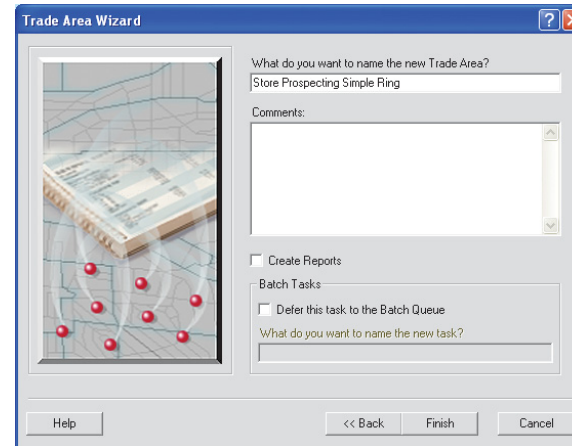 Trade Area Wizard
What do you want to name the new Trade Area?
Store Prospecting Simple Ring
Comments:
Create Reports
Batch Tasks
Defer this task to the Batch Queue
What do you want to name the new task?
Help
<< Back
Finish
Cancel